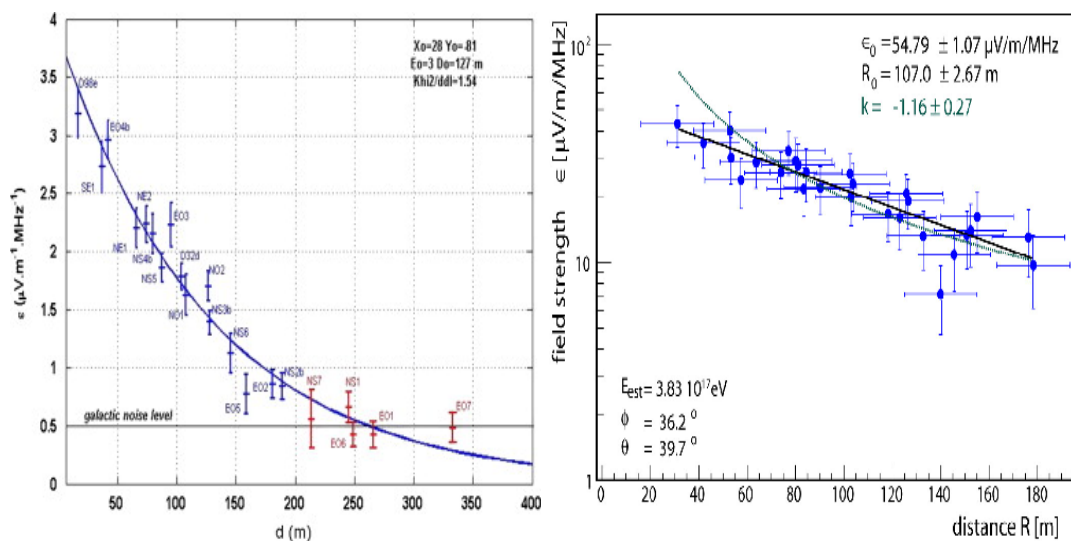 Xo=28 Yo=-81
Eo=3 Do=127 m
Khi2/ddl=1.54
ε (μV.m⁻¹.MHz⁻¹)
4
3.5
3
2.5
2
1.5
1
0.5
0
D98e
EO4b
SE1
NE2
EO3
NE1
NS4b
NS5
O32d
NO2
NO1
NS3b
NS6
EO2
NS2b
EO5
NS7
NS1
EO1
EO7
EO6
galactic noise level
50 100 150 200 250 300 350 400
d (m)
ϵ₀ =54.79 ± 1.07 μV/m/MHz
R₀ =107.0 ± 2.67 m
k = -1.16 ± 0.27
field strength ϵ [μV/m/MHz]
10²
10
1
E_est = 3.83 10¹⁷eV
ϕ = 36.2 °
θ = 39.7 °
0 20 40 60 80 100 120 140 160 180
distance R [m]